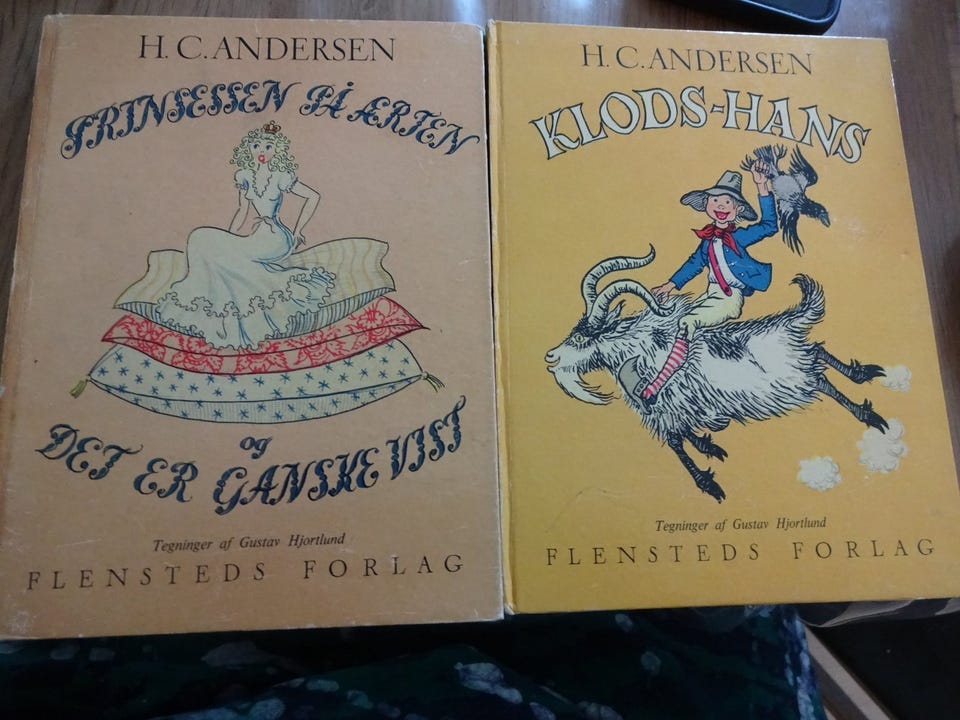 H. C. ANDERSEN
PRINSESSEN PÅ ÆRTEN
og
DET ER GANSKE VIST
Tegninger af Gustav Hjortlund
FLENSTEDS FORLAG
H. C. ANDERSEN
KLODS-HANS
Tegninger af Gustav Hjortlund
FLENSTEDS FORLAG